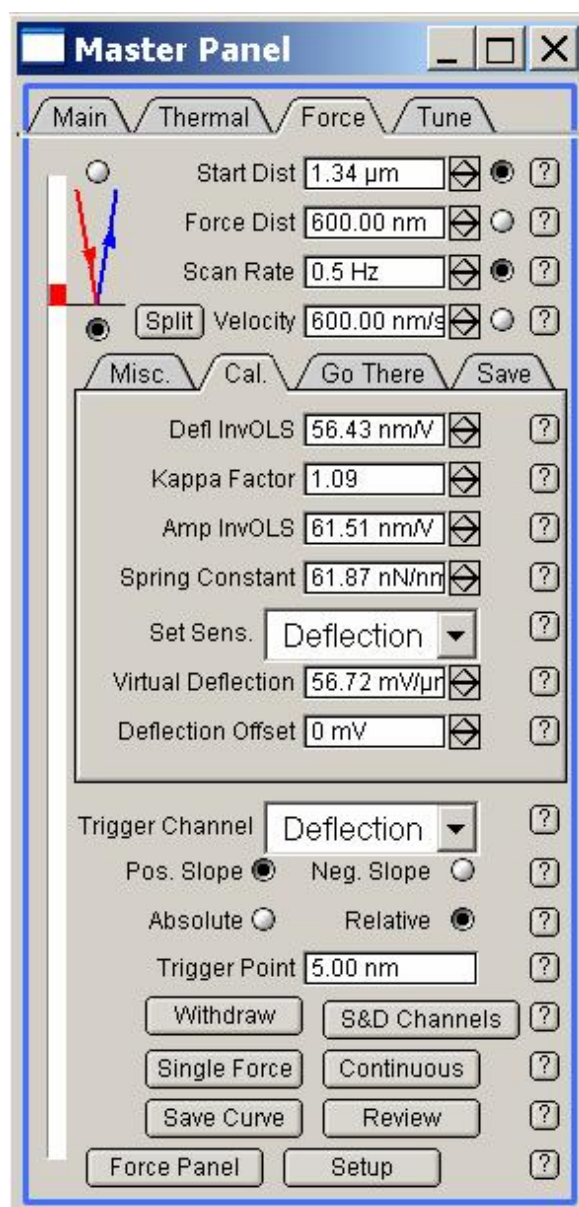 Master Panel
Main Thermal Force Tune
Start Dist 1.34 µm ?
Force Dist 600.00 nm ?
Scan Rate 0.5 Hz ?
Split Velocity 600.00 nm/s ?
Misc. Cal. Go There Save
Defl InvOLS 56.43 nm/V ?
Kappa Factor 1.09 ?
Amp InvOLS 61.51 nm/V ?
Spring Constant 61.87 nN/nm ?
Set Sens. Deflection ?
Virtual Deflection 56.72 mV/µr ?
Deflection Offset 0 mV ?
Trigger Channel Deflection ?
Pos. Slope Neg. Slope ?
Absolute Relative ?
Trigger Point 5.00 nm ?
Withdraw S&D Channels ?
Single Force Continuous ?
Save Curve Review ?
Force Panel Setup ?